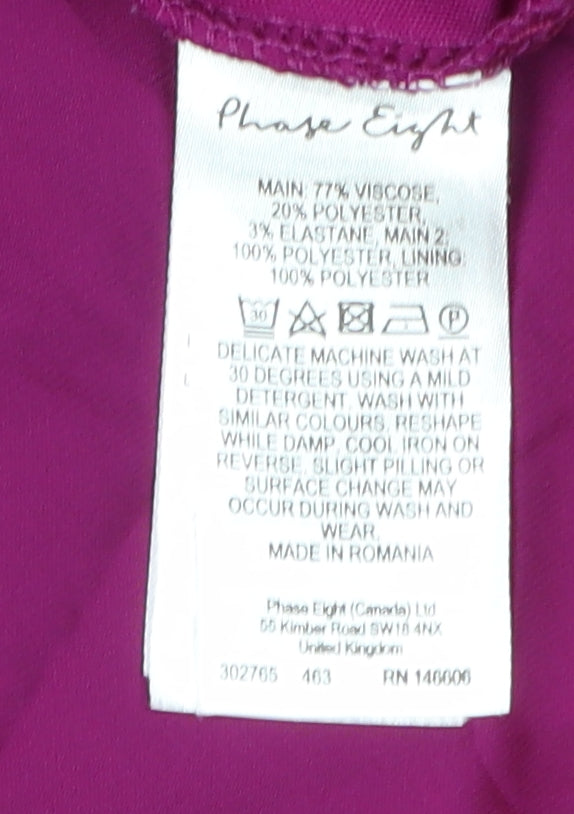 Phase Eight
MAIN: 77% VISCOSE,
20% POLYESTER,
3% ELASTANE, MAIN 2:
100% POLYESTER, LINING:
100% POLYESTER
30 P
DELICATE MACHINE WASH AT
30 DEGREES USING A MILD
DETERGENT. WASH WITH
SIMILAR COLOURS. RESHAPE
WHILE DAMP. COOL IRON ON
REVERSE. SLIGHT PILLING OR
SURFACE CHANGE MAY
OCCUR DURING WASH AND
WEAR.
MADE IN ROMANIA
Phase Eight (Canada) Ltd
Kimber Road SW18 4NX
United Kingdom
302765 463 RN